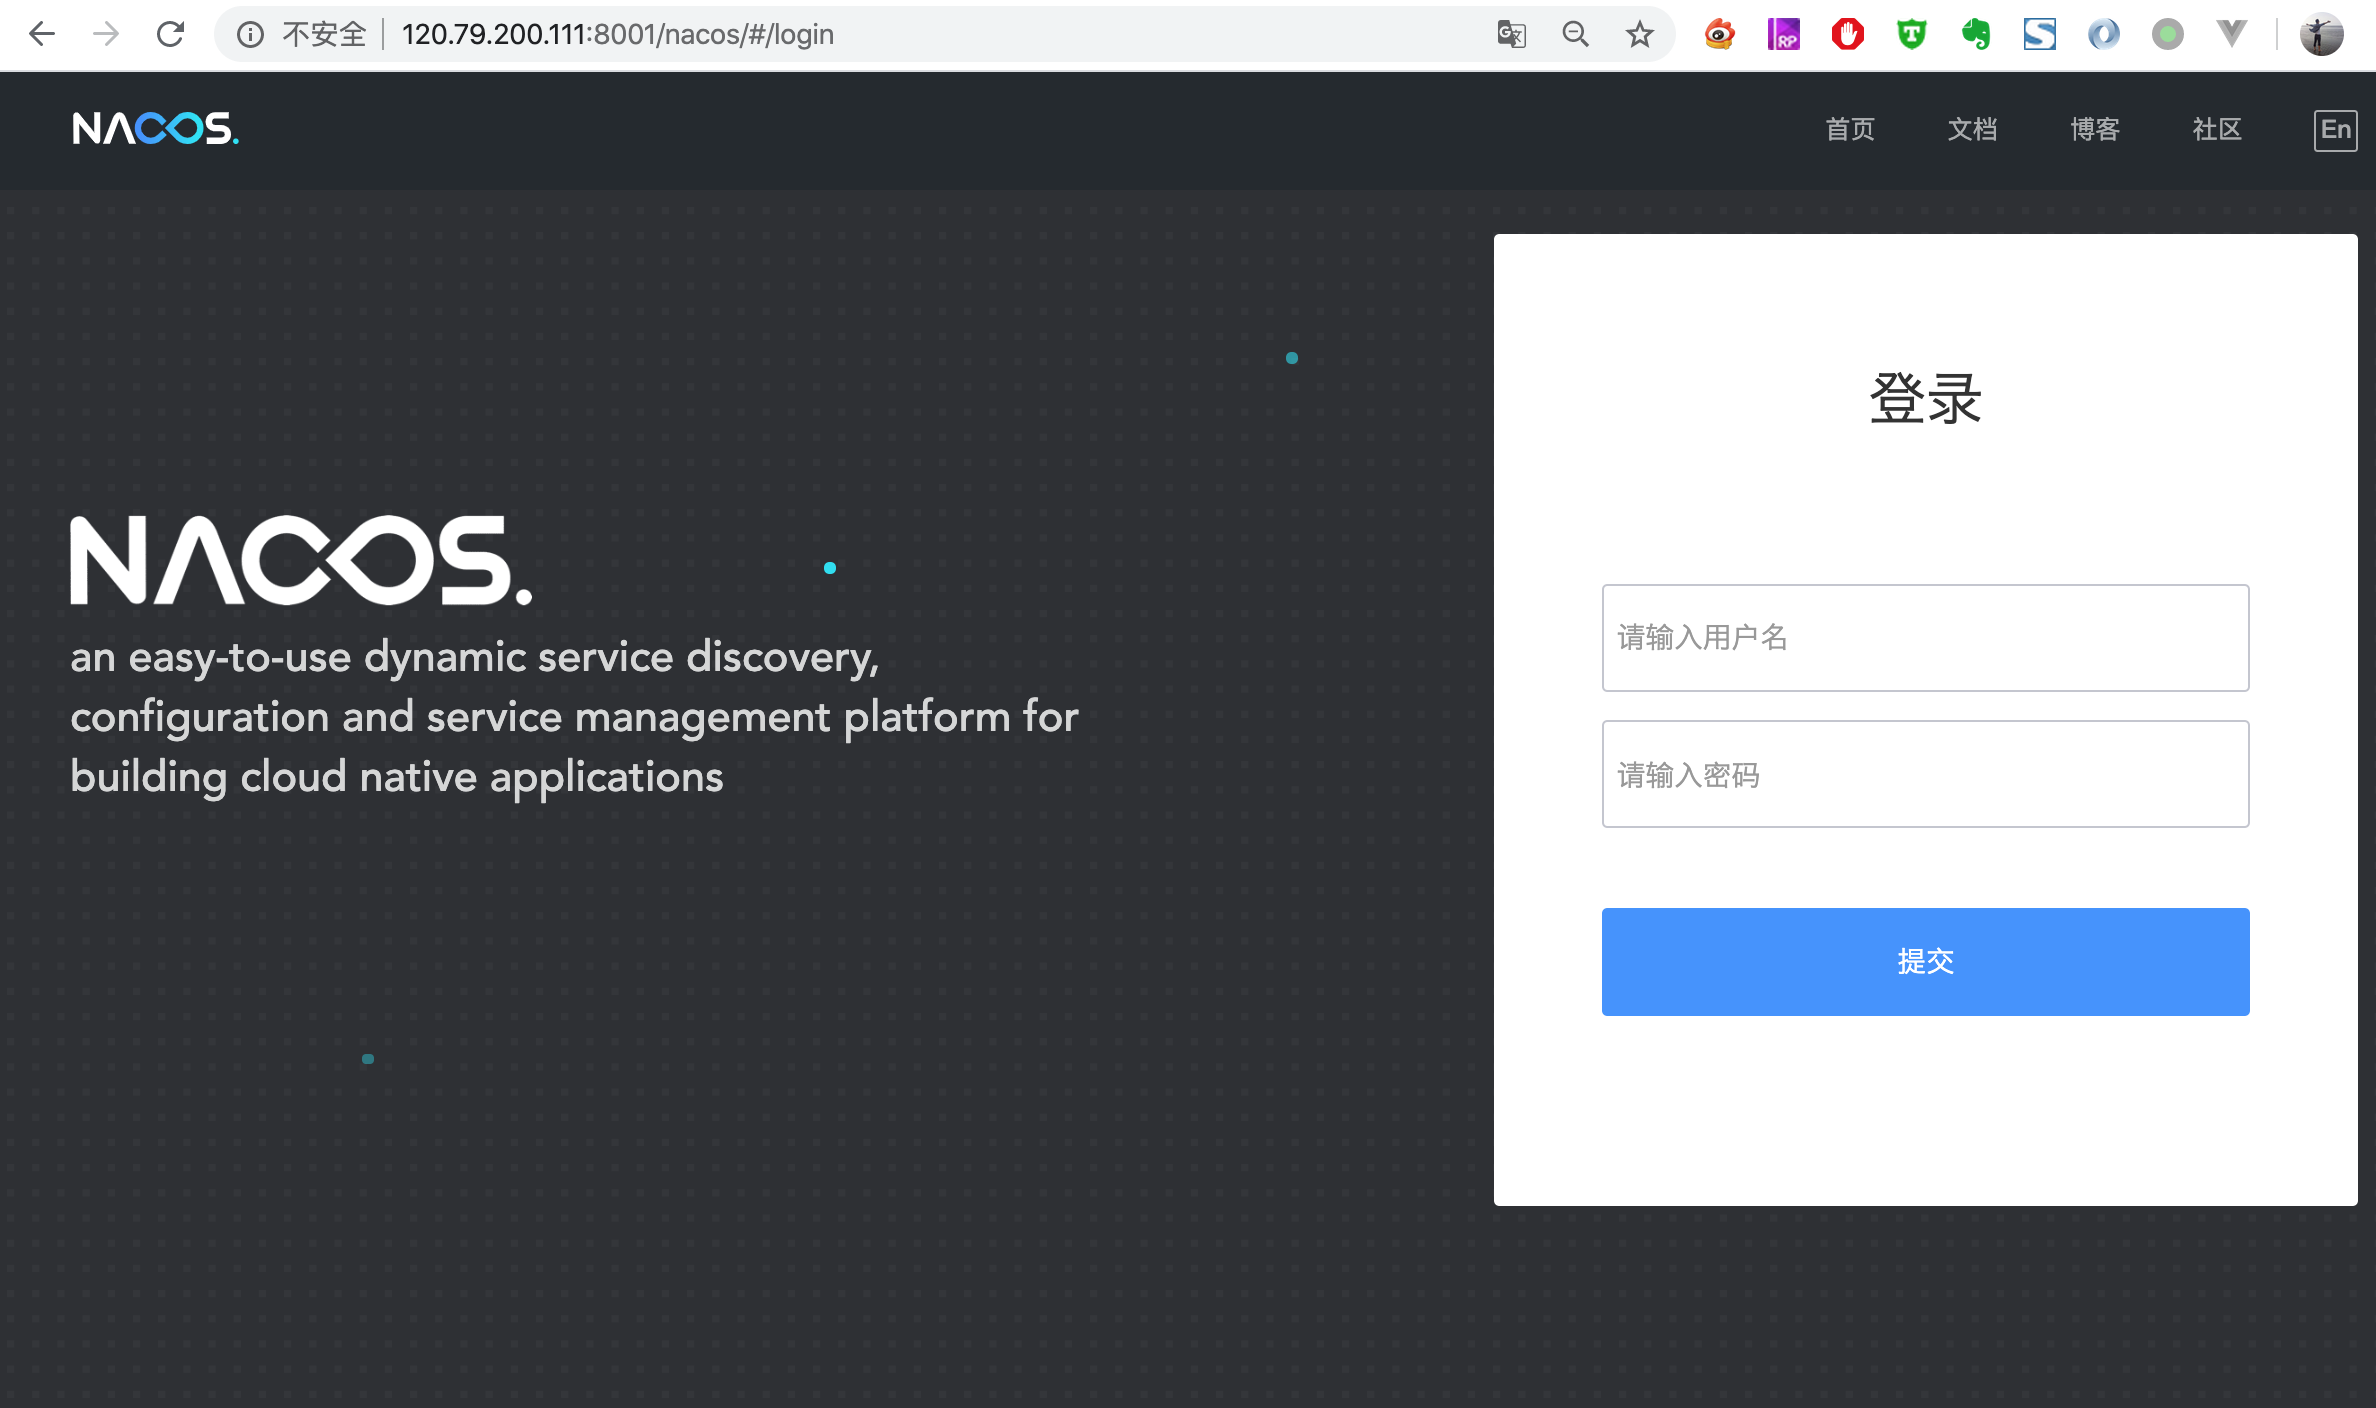 不安全 120.79.200.111:8001/nacos/#/login
RP
T
S
NACOS.
首页 文档 博客 社区 En
登录
NACOS.
an easy-to-use dynamic service discovery,
configuration and service management platform for
building cloud native applications
请输入用户名
请输入密码
提交